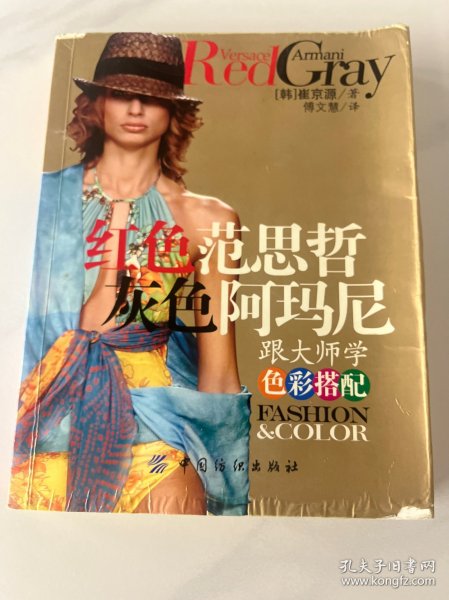 Versace Armani
Red Gray
[韩]崔京源/著
傅文慧/译
红色范思哲
灰色阿玛尼
跟大师学
色彩搭配
FASHION
&COLOR
中国纺织出版社
孔夫子旧书网
www.kongfz.com